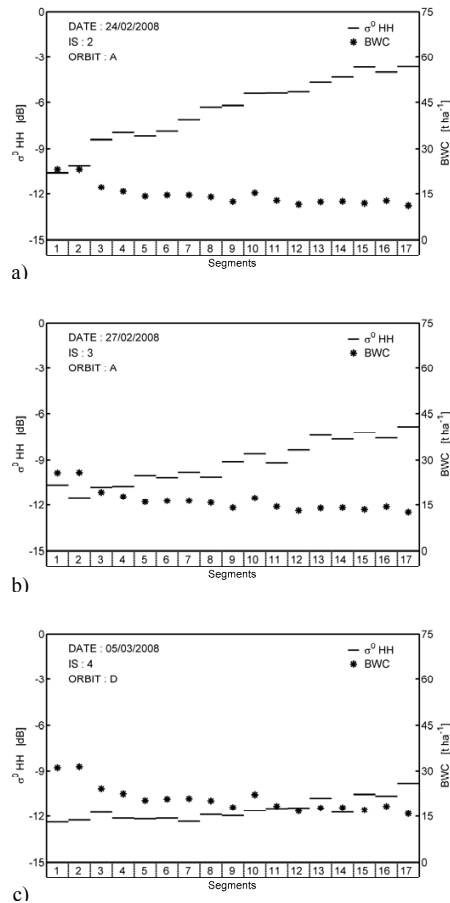 0 75
DATE : 24/02/2008 σ⁰ HH
IS : 2 BWC
ORBIT : A
-3 60
-6 45
-9 30
-12 15
-15 0
σ⁰ HH [dB]
BWC [t ha⁻¹]
1 2 3 4 5 6 7 8 9 10 11 12 13 14 15 16 17
Segments
a)
0 75
DATE : 27/02/2008 σ⁰ HH
IS : 3 BWC
ORBIT : A
-3 60
-6 45
-9 30
-12 15
-15 0
σ⁰ HH [dB]
BWC [t ha⁻¹]
1 2 3 4 5 6 7 8 9 10 11 12 13 14 15 16 17
Segments
b)
0 75
DATE : 05/03/2008 σ⁰ HH
IS : 4 BWC
ORBIT : D
-3 60
-6 45
-9 30
-12 15
-15 0
σ⁰ HH [dB]
BWC [t ha⁻¹]
1 2 3 4 5 6 7 8 9 10 11 12 13 14 15 16 17
Segments
c)